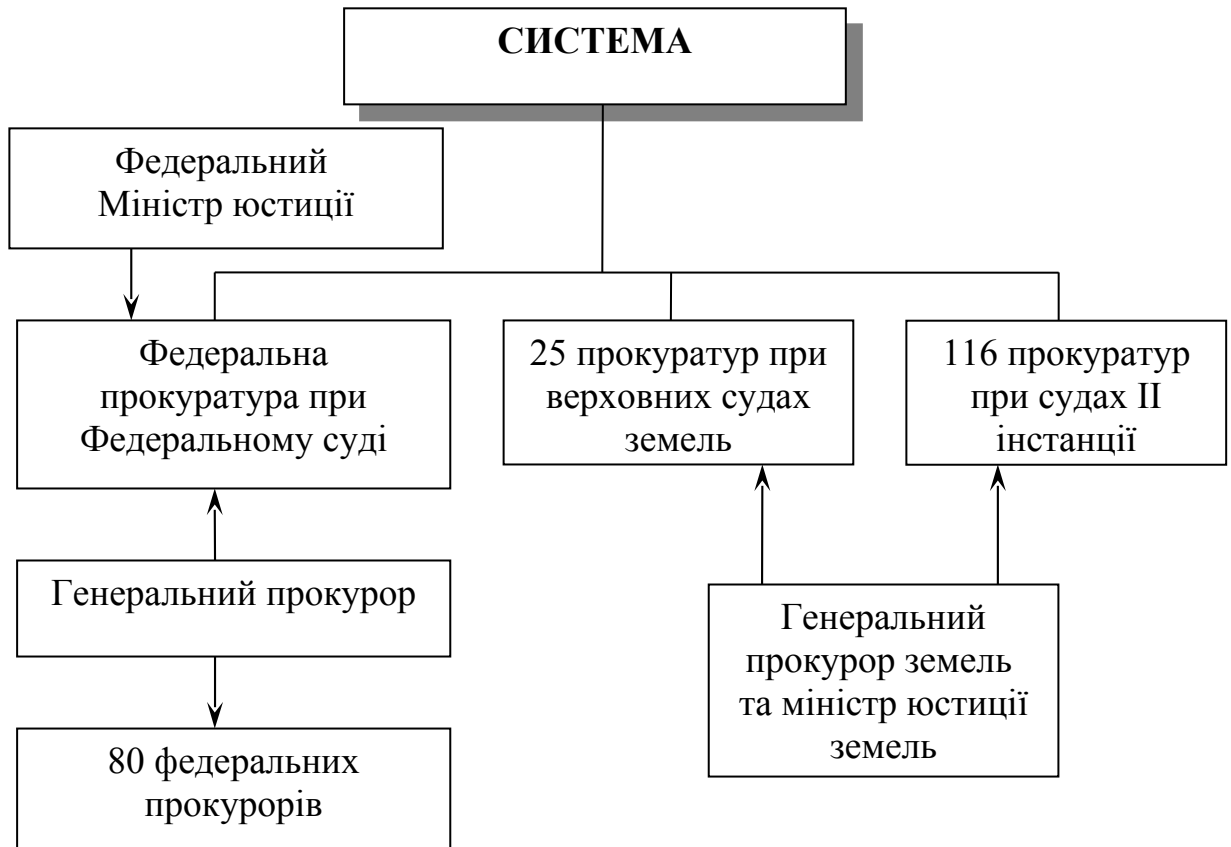 СИСТЕМА
Федеральний
Міністр юстиції
Федеральна
прокуратура при
Федеральному суді
25 прокуратур при
верховних судах
земель
116 прокуратур
при судах ІІ
інстанції
Генеральний прокурор
Генеральний
прокурор земель
та міністр юстиції
земель
80 федеральних
прокурорів